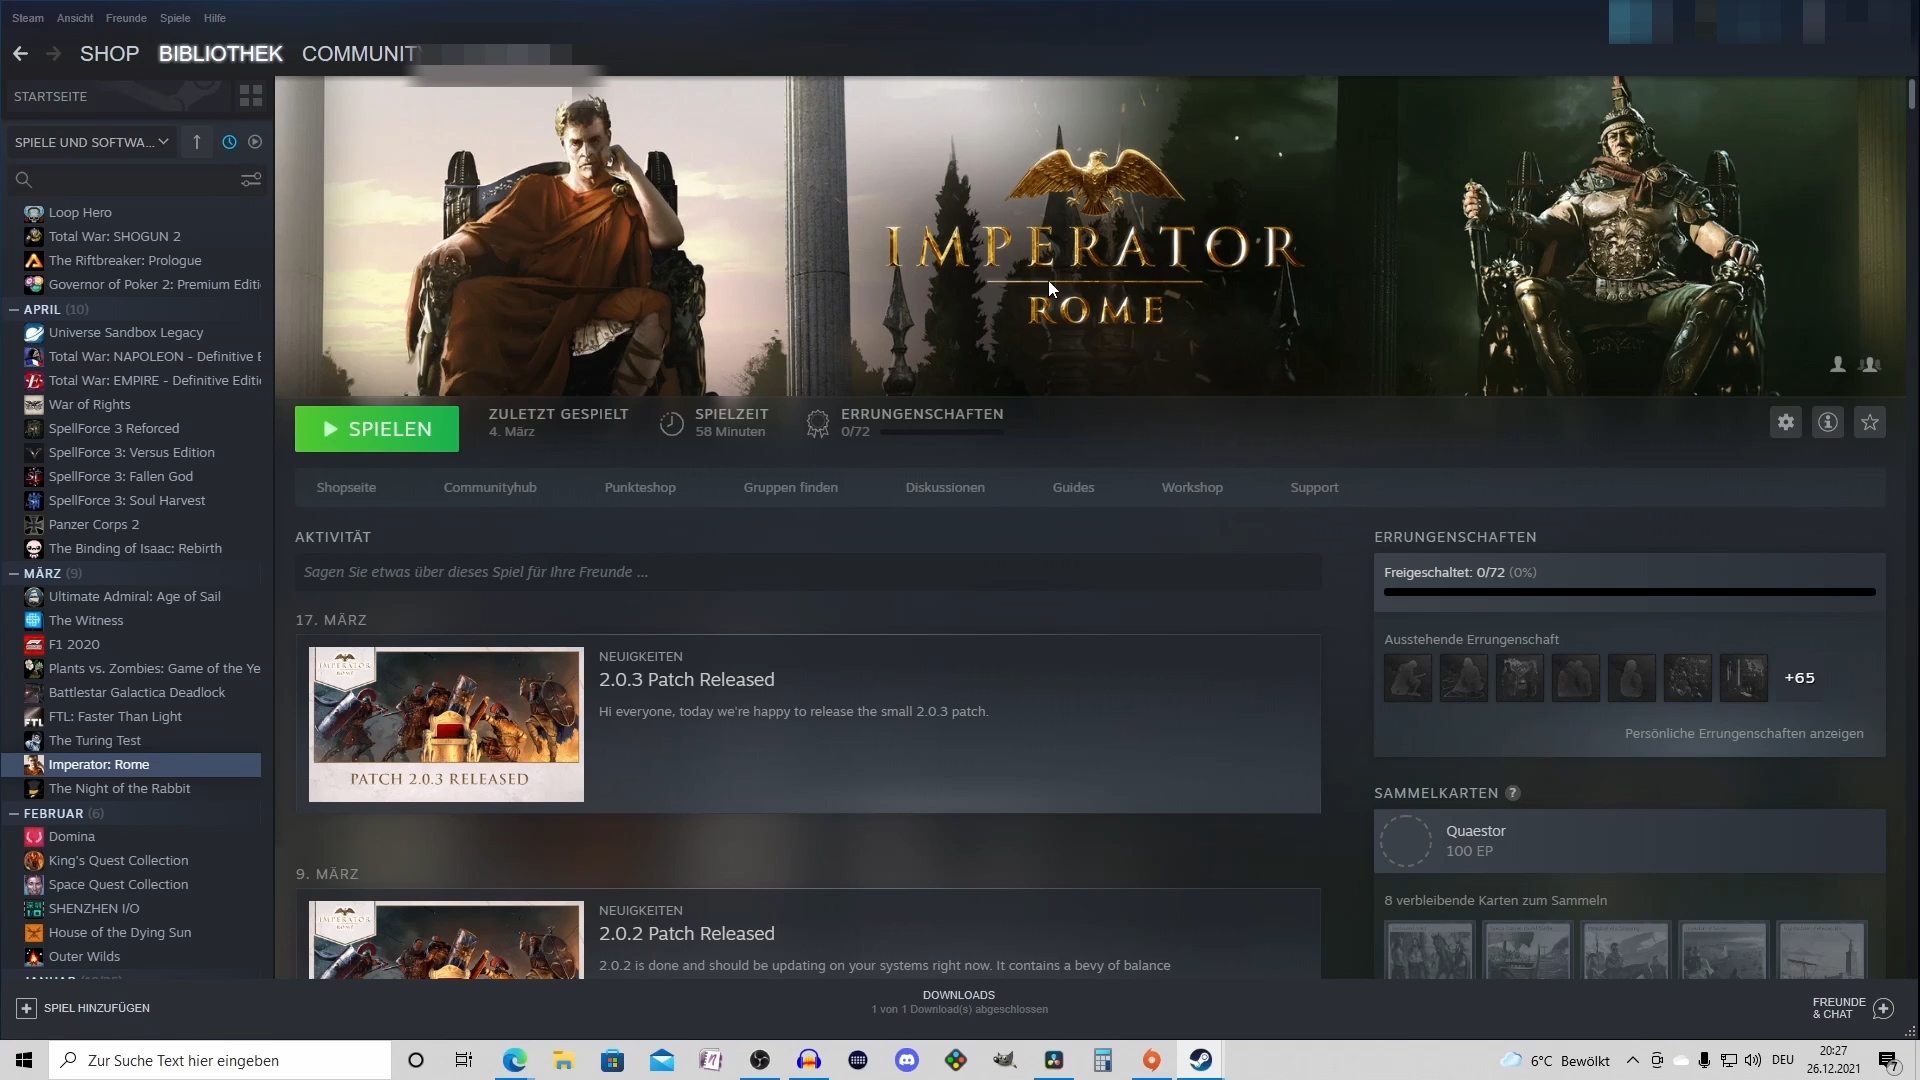 Steam Ansicht Freunde Spiele Hilfe
SHOP BIBLIOTHEK COMMUNIT
STARTSEITE
SPIELE UND SOFTWA...
Loop Hero
Total War: SHOGUN 2
The Riftbreaker: Prologue
Governor of Poker 2: Premium Editi
APRIL (10)
Universe Sandbox Legacy
Total War: NAPOLEON - Definitive E
Total War: EMPIRE - Definitive Editi
War of Rights
SpellForce 3 Reforced
SpellForce 3: Versus Edition
SpellForce 3: Fallen God
SpellForce 3: Soul Harvest
Panzer Corps 2
The Binding of Isaac: Rebirth
MÄRZ (9)
Ultimate Admiral: Age of Sail
The Witness
F1 2020
Plants vs. Zombies: Game of the Ye
Battlestar Galactica Deadlock
FTL: Faster Than Light
The Turing Test
Imperator: Rome
The Night of the Rabbit
FEBRUAR (6)
Domina
King's Quest Collection
Space Quest Collection
SHENZHEN I/O
House of the Dying Sun
Outer Wilds
SPIEL HINZUFÜGEN
IMPERATOR
ROME
SPIELEN
ZULETZT GESPIELT
4. März
SPIELZEIT
58 Minuten
ERRUNGENSCHAFTEN
0/72
Shopseite Communityhub Punkteshop Gruppen finden Diskussionen Guides Workshop Support
AKTIVITÄT
Sagen Sie etwas über dieses Spiel für Ihre Freunde ...
17. MÄRZ
IMPERATOR
ROME
PATCH 2.0.3 RELEASED
NEUIGKEITEN
2.0.3 Patch Released
Hi everyone, today we're happy to release the small 2.0.3 patch.
9. MÄRZ
IMPERATOR
ROME
NEUIGKEITEN
2.0.2 Patch Released
2.0.2 is done and should be updating on your systems right now. It contains a bevy of balance
ERRUNGENSCHAFTEN
Freigeschaltet: 0/72 (0%)
Ausstehende Errungenschaft
+65
Persönliche Errungenschaften anzeigen
SAMMELKARTEN ?
Quaestor
100 EP
8 verbleibende Karten zum Sammeln
DOWNLOADS
1 von 1 Download(s) abgeschlossen
FREUNDE
& CHAT
Zur Suche Text hier eingeben
6°C Bewölkt
DEU
20:27
26.12.2021
7